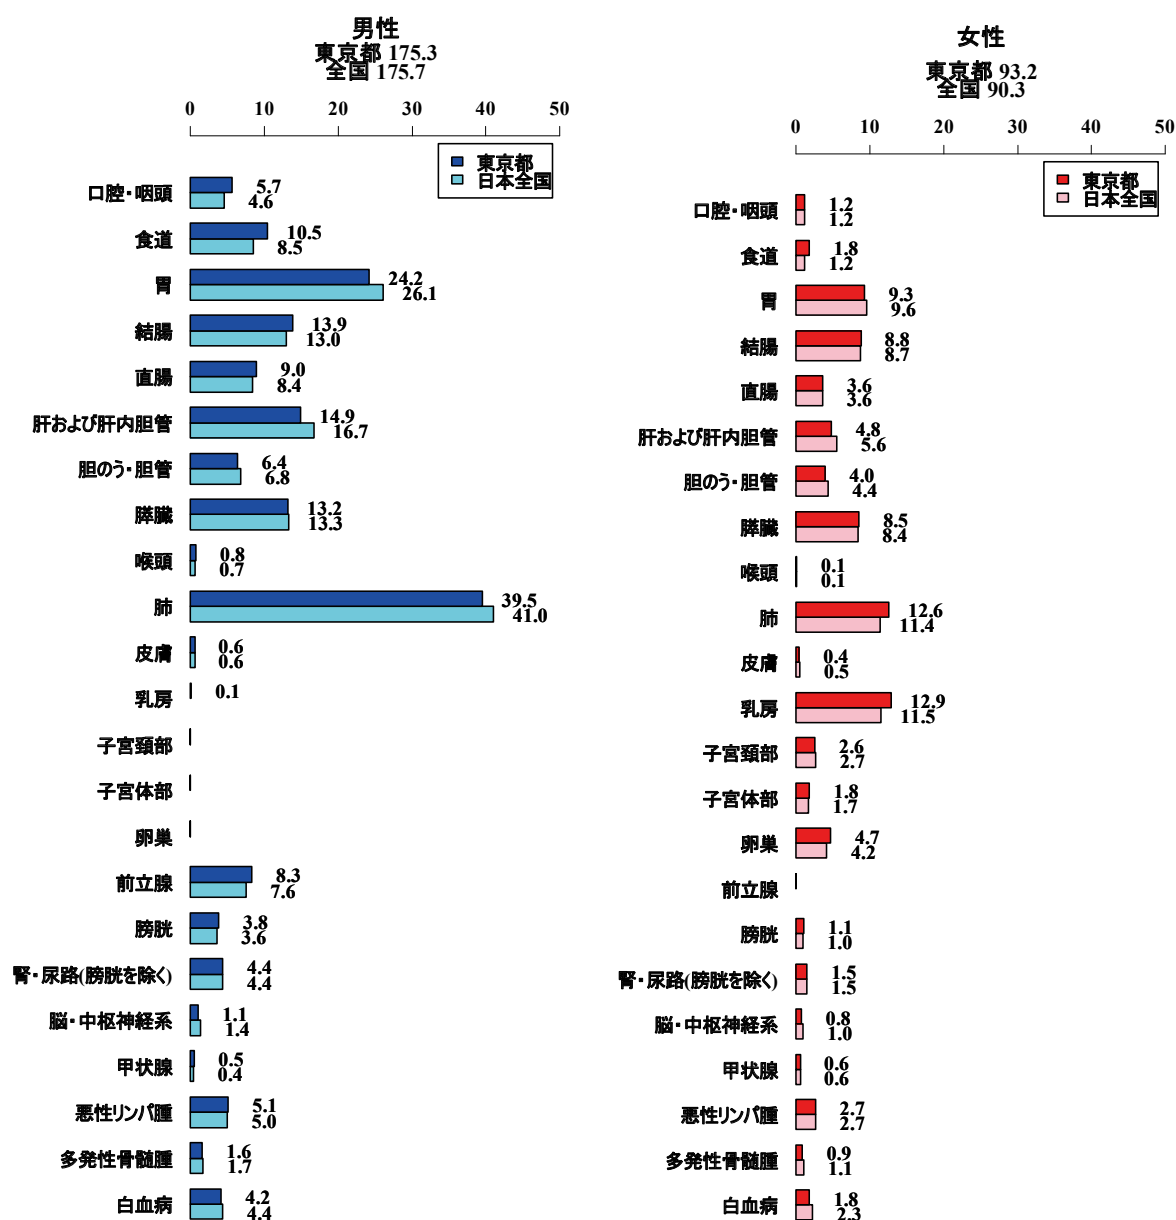 男性
東京都 175.3
全国 175.7
0 10 20 30 40 50
東京都
日本全国
口腔・咽頭 5.7
4.6
食道 10.5
8.5
胃 24.2
26.1
結腸 13.9
13.0
直腸 9.0
8.4
肝および肝内胆管 14.9
16.7
胆のう・胆管 6.4
6.8
膵臓 13.2
13.3
喉頭 0.8
0.7
肺 39.5
41.0
皮膚 0.6
0.6
乳房 0.1
子宮頸部
子宮体部
卵巣
前立腺 8.3
7.6
膀胱 3.8
3.6
腎・尿路(膀胱を除く) 4.4
4.4
脳・中枢神経系 1.1
1.4
甲状腺 0.5
0.4
悪性リンパ腫 5.1
5.0
多発性骨髄腫 1.6
1.7
白血病 4.2
4.4
女性
東京都 93.2
全国 90.3
0 10 20 30 40 50
東京都
日本全国
口腔・咽頭 1.2
1.2
食道 1.8
1.2
胃 9.3
9.6
結腸 8.8
8.7
直腸 3.6
3.6
肝および肝内胆管 4.8
5.6
胆のう・胆管 4.0
4.4
膵臓 8.5
8.4
喉頭 0.1
0.1
肺 12.6
11.4
皮膚 0.4
0.5
乳房 12.9
11.5
子宮頸部 2.6
2.7
子宮体部 1.8
1.7
卵巣 4.7
4.2
前立腺
膀胱 1.1
1.0
腎・尿路(膀胱を除く) 1.5
1.5
脳・中枢神経系 0.8
1.0
甲状腺 0.6
0.6
悪性リンパ腫 2.7
2.7
多発性骨髄腫 0.9
1.1
白血病 1.8
2.3